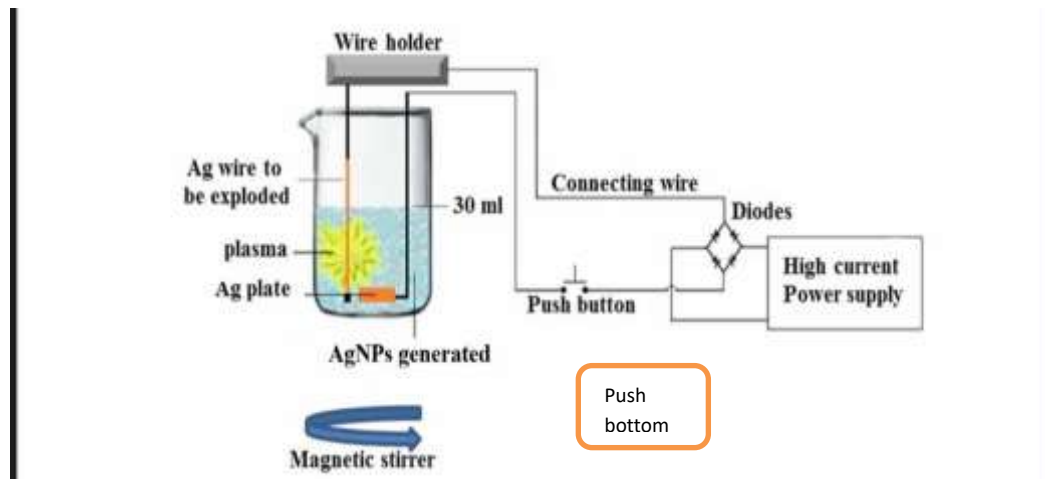 Wire holder
Ag wire to
be exploded
30 ml
Connecting wire
Diodes
plasma
High current
Power supply
Ag plate
Push button
AgNPs generated
Push
bottom
Magnetic stirrer